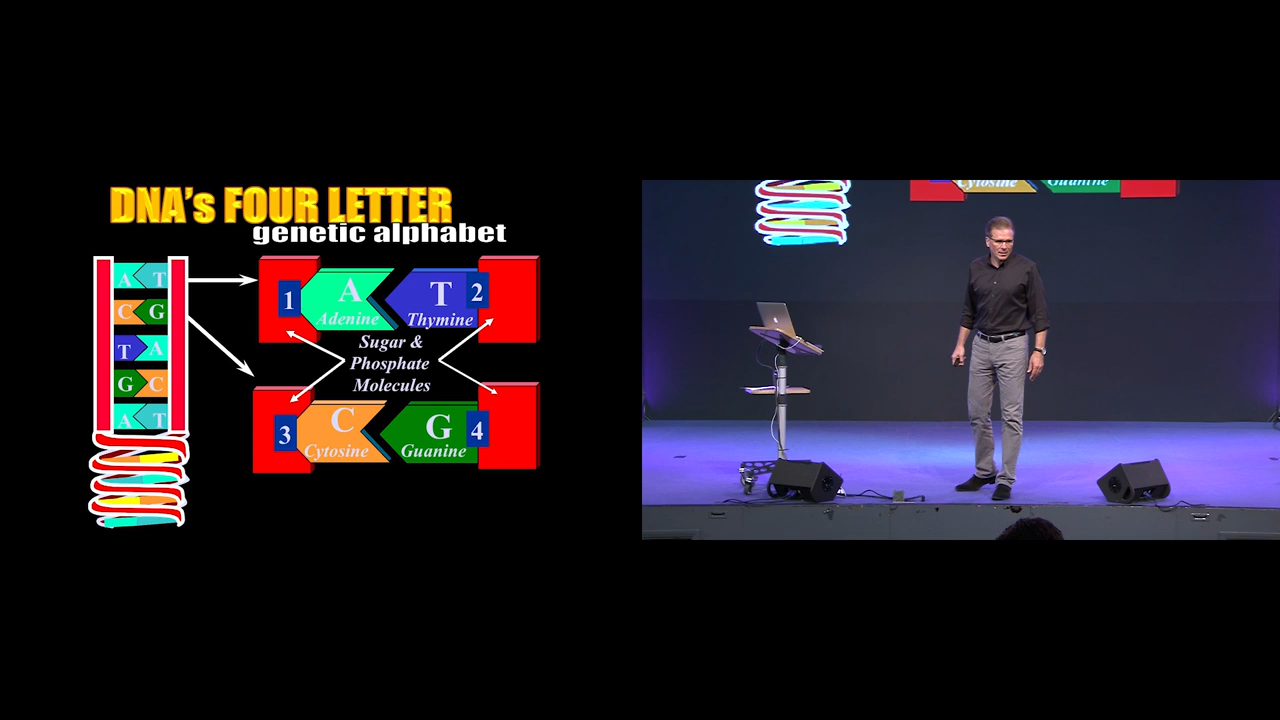 DNA's FOUR LETTER
genetic alphabet
A T
C G
T A
G C
A T
1 A T 2
Adenine Thymine
Sugar &
Phosphate
Molecules
3 C G 4
Cytosine Guanine
Cytosine Guanine